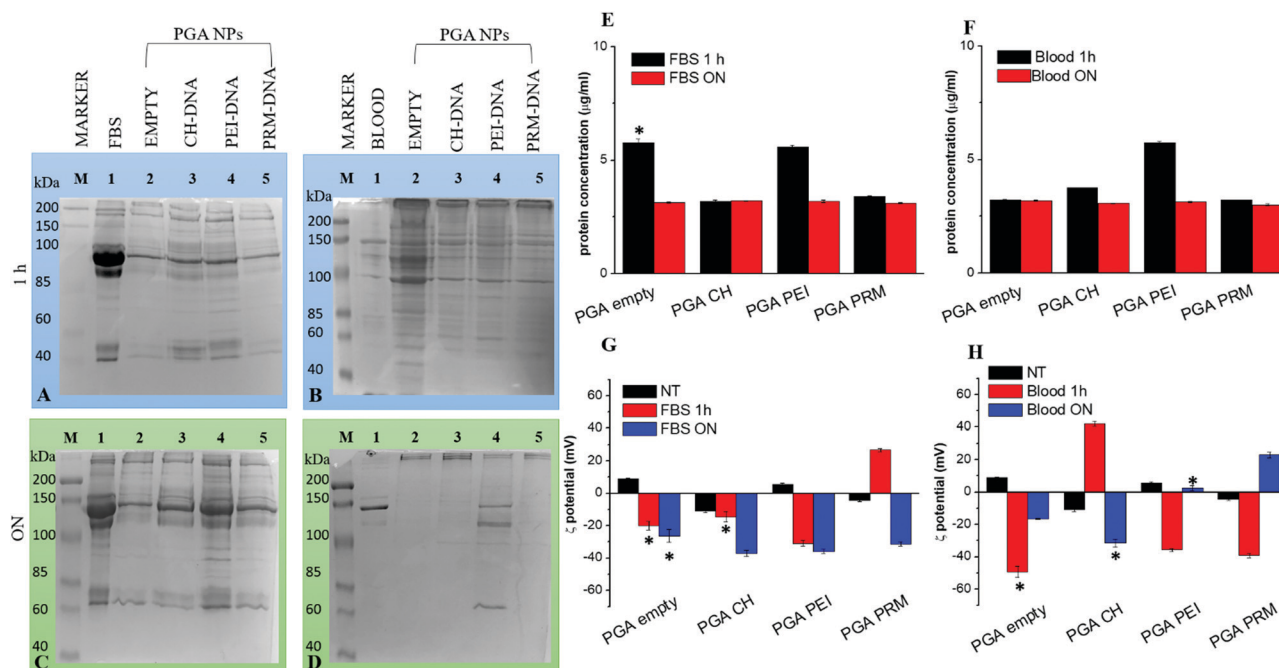 PGA NPs
MARKER
FBS
EMPTY
CH-DNA
PEI-DNA
PRM-DNA
kDa
M 1 2 3 4 5
200
150
100
85
60
40
1 h
A
PGA NPs
MARKER
BLOOD
EMPTY
CH-DNA
PEI-DNA
PRM-DNA
kDa
M 1 2 3 4 5
200
150
100
85
60
40
B
M 1 2 3 4 5
kDa
200
150
100
85
60
40
ON
C
M 1 2 3 4 5
kDa
200
150
100
85
60
40
D
E
FBS 1 h
FBS ON
protein concentration (μg/ml)
10
5
0
*
PGA empty
PGA CH
PGA PEI
PGA PRM
F
Blood 1h
Blood ON
protein concentration (μg/ml)
10
5
0
PGA empty
PGA CH
PGA PEI
PGA PRM
G
NT
FBS 1h
FBS ON
ζ potential (mV)
60
40
20
0
-20
-40
-60
* * *
PGA empty
PGA CH
PGA PEI
PGA PRM
H
NT
Blood 1h
Blood ON
ζ potential (mV)
60
40
20
0
-20
-40
-60
* * *
PGA empty
PGA CH
PGA PEI
PGA PRM